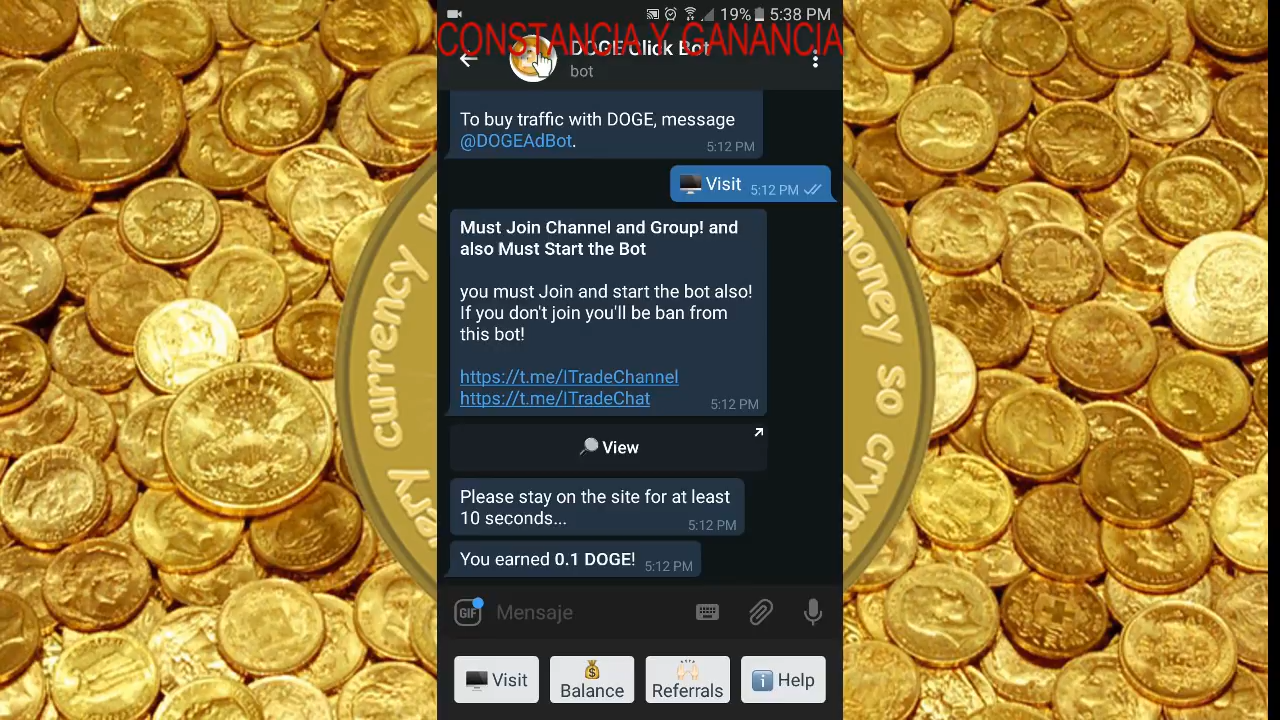 19% 5:38 PM
CONSTANCIA Y GANANCIA
DOGE Click Bot
bot
To buy traffic with DOGE, message
@DOGEAdBot.
5:12 PM
Visit 5:12 PM
Must Join Channel and Group! and
also Must Start the Bot
you must Join and start the bot also!
If you don't join you'll be ban from
this bot!
https://t.me/ITradeChannel
https://t.me/ITradeChat
5:12 PM
View
Please stay on the site for at least
10 seconds...
5:12 PM
You earned 0.1 DOGE! 5:12 PM
GIF Mensaje
Visit
Balance
Referrals
Help
very currency
money so